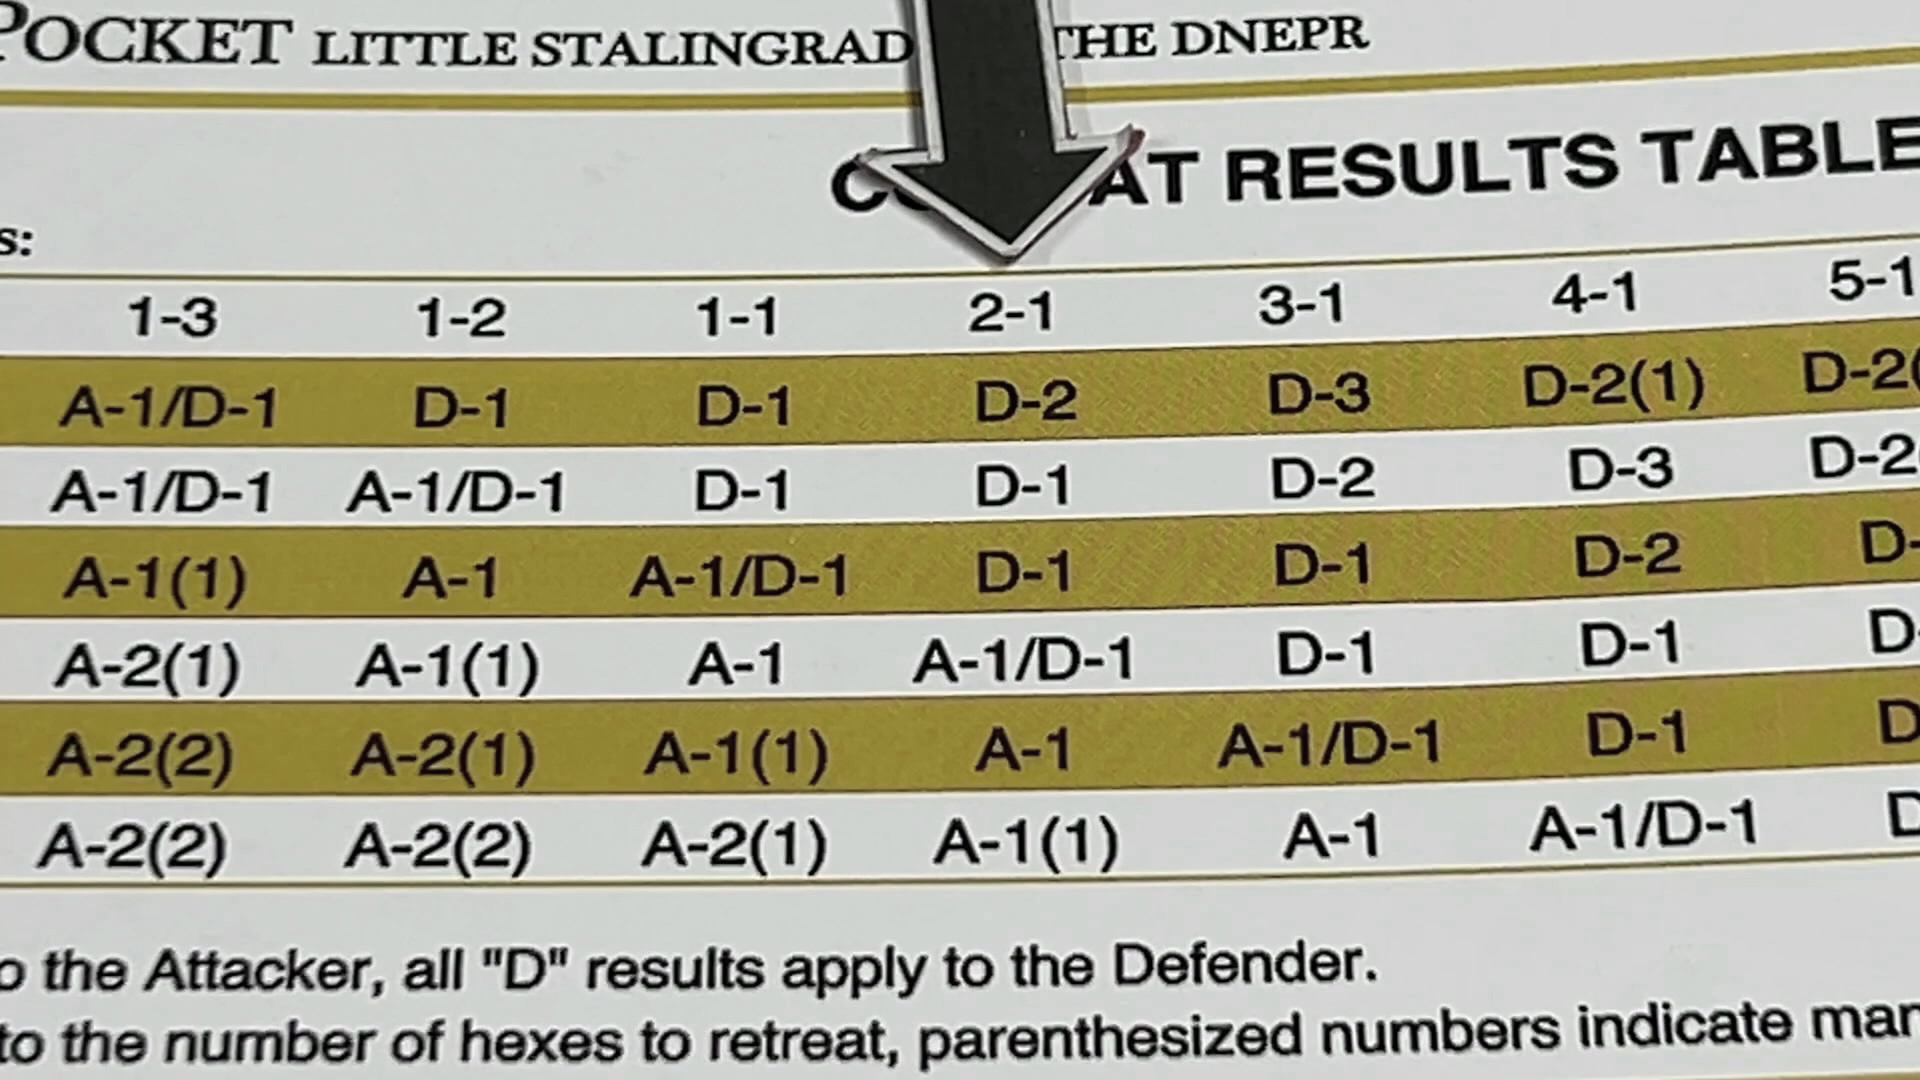 POCKET LITTLE STALINGRAD THE DNEPR
RESULTS TABLE
s:
1-3 1-2 1-1 2-1 3-1 4-1 5-1
A-1/D-1 D-1 D-1 D-2 D-3 D-2(1) D-2(
A-1/D-1 A-1/D-1 D-1 D-1 D-2 D-3 D-2
A-1(1) A-1 A-1/D-1 D-1 D-1 D-2 D-
A-2(1) A-1(1) A-1 A-1/D-1 D-1 D-1 D-
A-2(2) A-2(1) A-1(1) A-1 A-1/D-1 D-1 D
A-2(2) A-2(2) A-2(1) A-1(1) A-1 A-1/D-1 D
o the Attacker, all "D" results apply to the Defender.
to the number of hexes to retreat, parenthesized numbers indicate